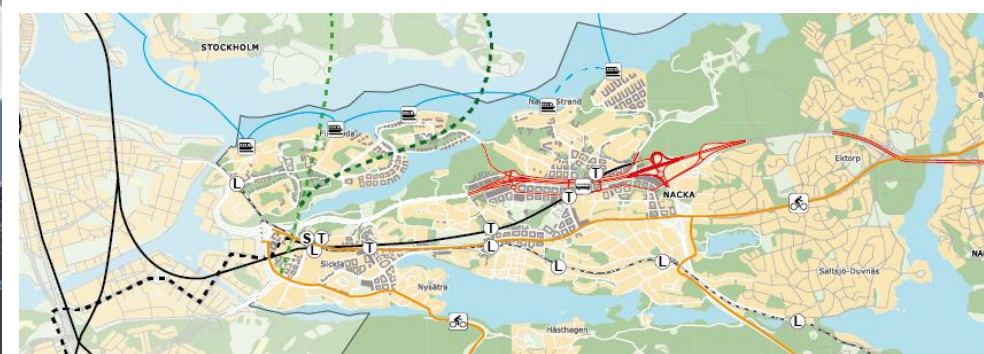 STOCKHOLM
Strand
L
T
T
NACKA
Ektorp
S
T
T
L
T
L
L
L
Sickla
Saltsjö-Duvnäs
Nysätra
L
Hästhagen